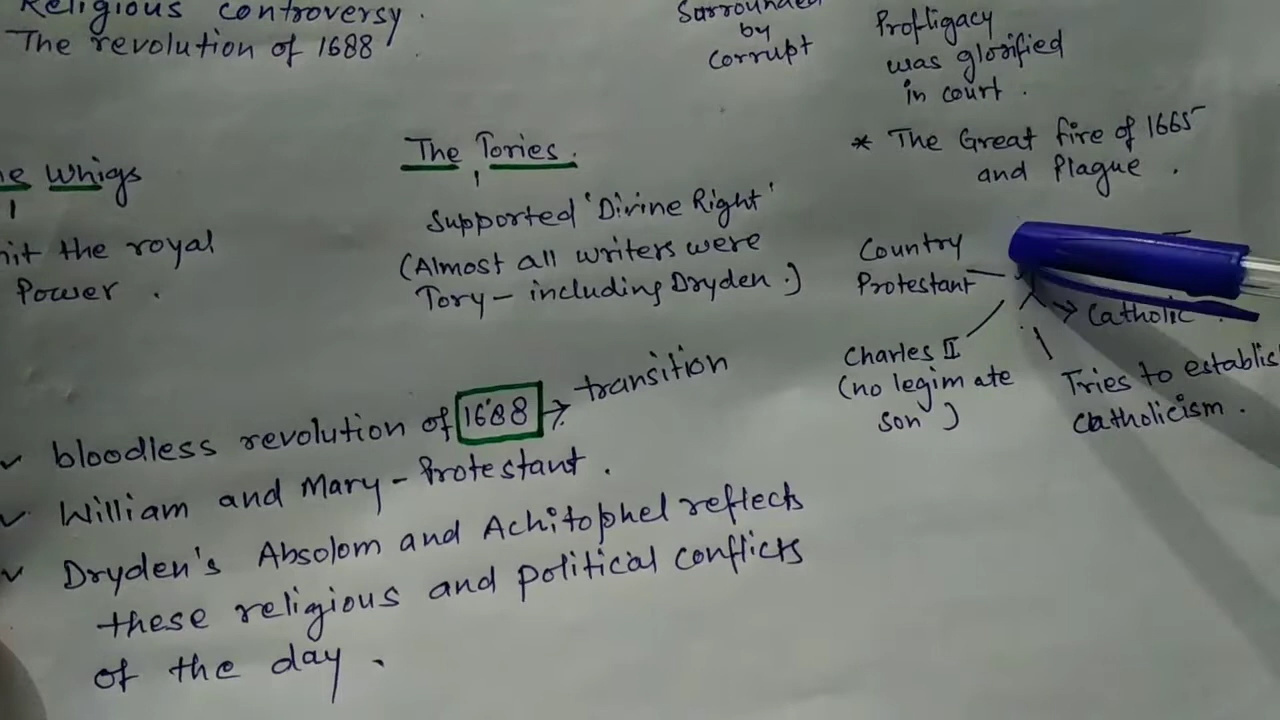 Religious controversy.
The revolution of 1688
Surrounded
by
Corrupt
Profligacy
was glorified
in court.
* The Great fire of 1665
and Plague.
Whigs
the royal
Power.
The Tories.
Supported 'Divine Right'
(Almost all writers were
Tory - including Dryden.)
Country
Protestant
→ Catholic.
Charles II
(no legimate
son)
Tries to
Catholicism.
✓ bloodless revolution of 1688 → transition
✓ William and Mary - Protestant.
✓ Dryden's Absolom and Achitophel reflects
these religious and political conflicts
of the day.